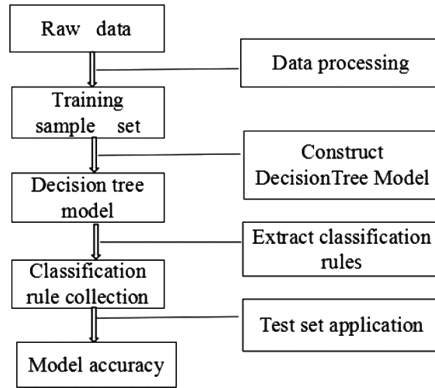 Raw data
Data processing
Training
sample set
Construct
DecisionTree Model
Decision tree
model
Extract classification
rules
Classification
rule collection
Test set application
Model accuracy